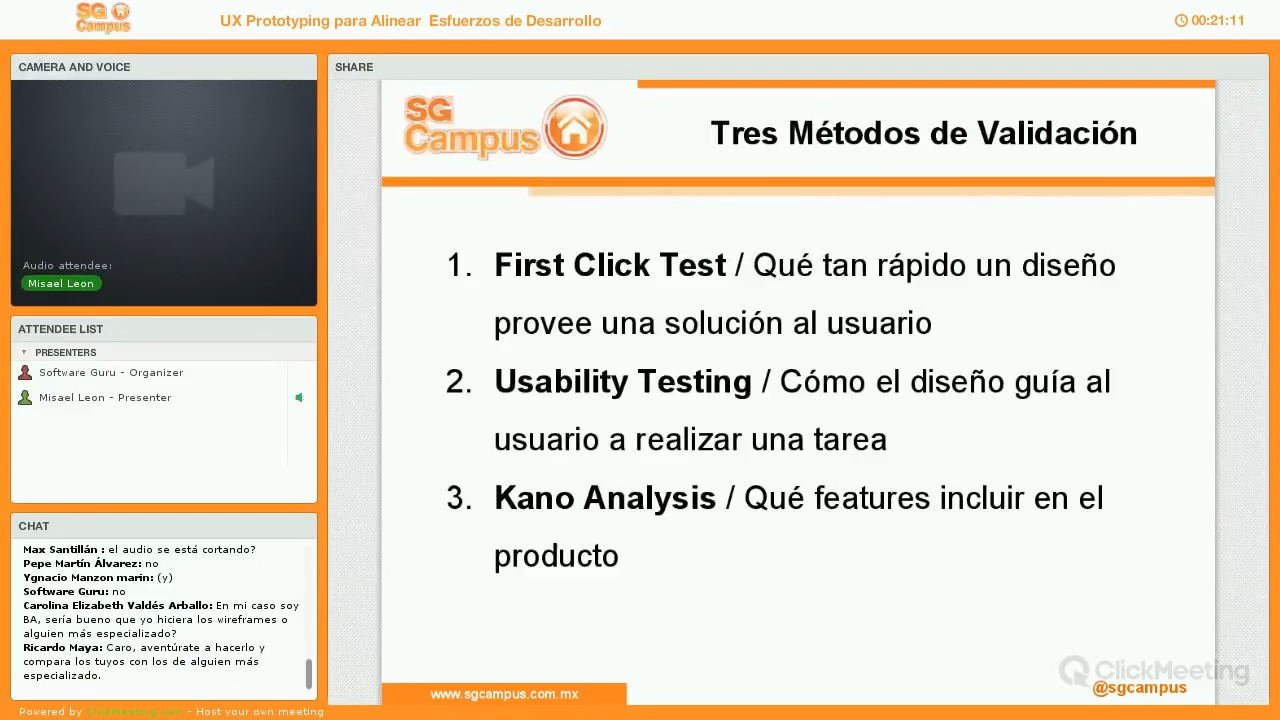 SG Campus
UX Prototyping para Alinear Esfuerzos de Desarrollo
00:21:11
CAMERA AND VOICE
Audio attendee:
Misael Leon
ATTENDEE LIST
PRESENTERS
Software Guru - Organizer
Misael Leon - Presenter
CHAT
Max Santillán : el audio se está cortando?
Pepe Martín Álvarez: no
Ygnacio Manzon marin: (y)
Software Guru: no
Carolina Elizabeth Valdés Arballo: En mi caso soy
BA, sería bueno que yo hiciera los wireframes o
alguien más especializado?
Ricardo Maya: Caro, aventúrate a hacerlo y
compara los tuyos con los de alguien más
especializado.
SHARE
SG
Campus
Tres Métodos de Validación
1. First Click Test / Qué tan rápido un diseño
provee una solución al usuario
2. Usability Testing / Cómo el diseño guía al
usuario a realizar una tarea
3. Kano Analysis / Qué features incluir en el
producto
www.sgcampus.com.mx
ClickMeeting
@sgcampus
Powered by ClickMeeting.com - Host your own meeting